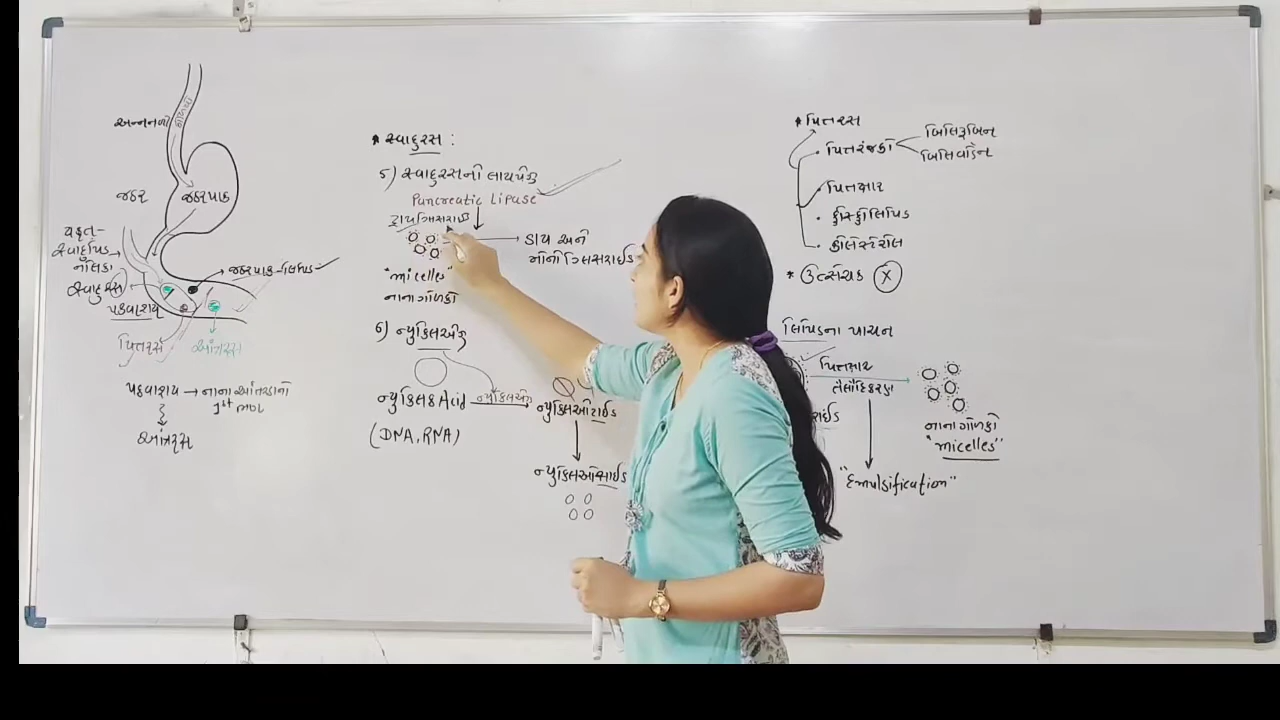 અન્નનળી
જઠર
જઠરપાક
યકૃત-
સ્વાદુપિંડ
નલિકા
સ્વાદુરસ
પક્વાશય
પિત્તરસ
જઠરપાક
આંત્રરસ
પક્વાશય → નાના આંતરડાનો
1st ભાગ
આંત્રરસ
* સ્વાદુરસ :
5) સ્વાદુરસની લાયપેઝ
Pancreatic Lipase
ટ્રાયગ્લિસરાઈડ
→ ડાય અને
મોનોગ્લિસરાઈડ
"micelles"
નાના ગોળકો
6) ન્યુક્લિએઝ
ન્યુક્લિક Acid ન્યુક્લિએઝ → ન્યુક્લિઓટાઈડ
(DNA, RNA)
ન્યુક્લિઓસાઈડ
* પિત્તરસ
• પિત્તરંજકો
બિલિરૂબિન
બિલિવર્ડિન
• પિત્તક્ષાર
• ફોસ્ફોલિપિડ
• કોલેસ્ટેરોલ
* ઉત્સેચક X
લિપિડના પાચન
પિત્તક્ષાર
તૈલોદીકરણ
રાઈડ
નાના ગોળકો
"micelles"
"Emulsification"